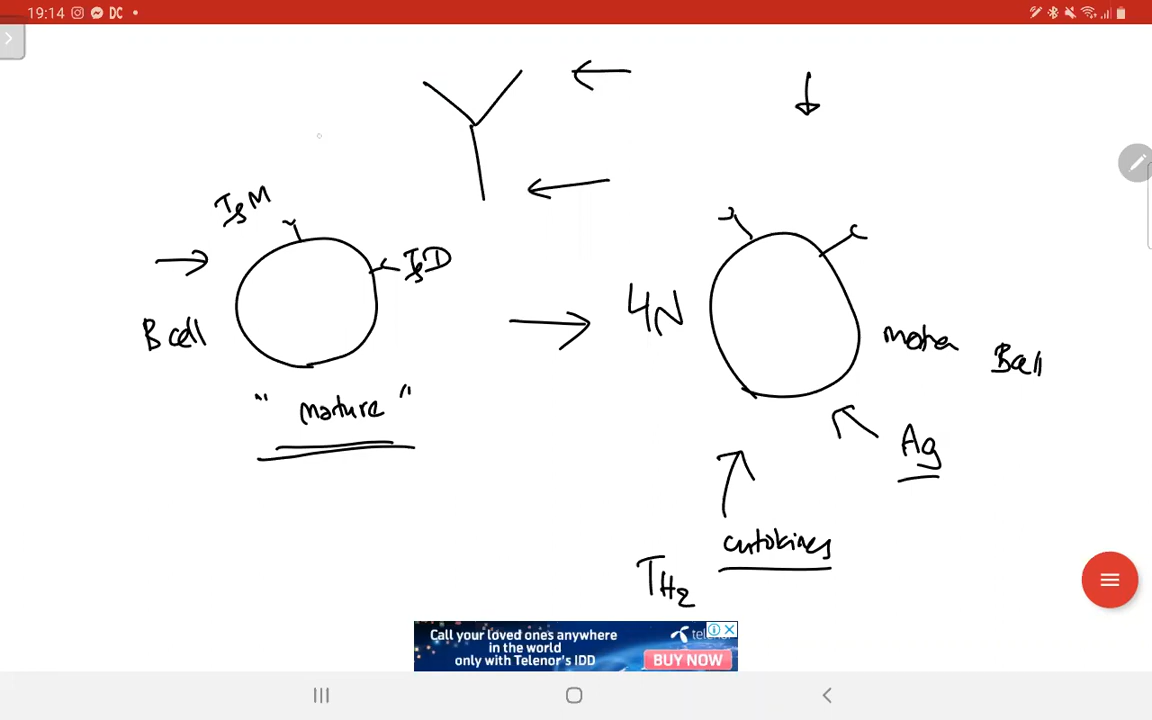 19:14 DC
IgM
IgD
B cell
"mature"
4N
B cell
Ag
cytokines
TH2
Call your loved ones anywhere
in the world
only with Telenor's IDD
BUY NOW